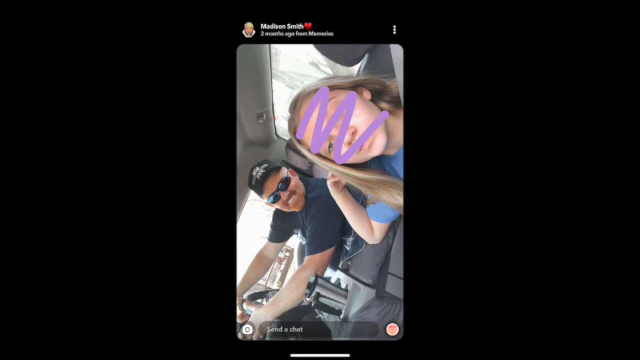 Madison Smith❤️
2 months ago from Memories
Send a chat